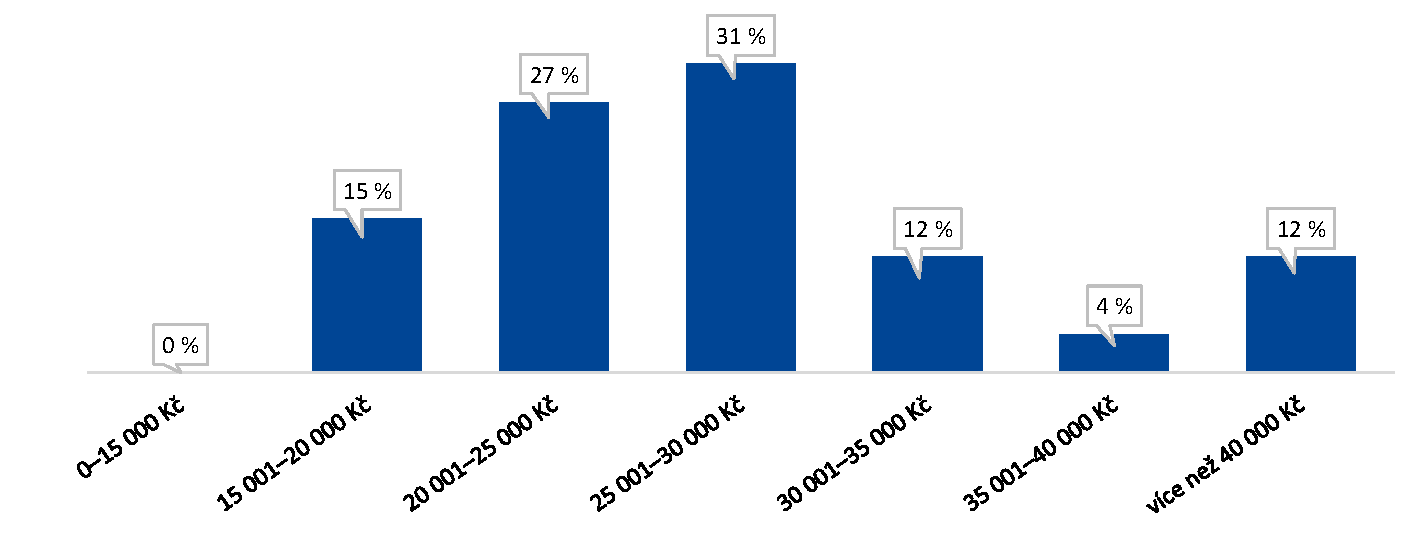 31 %
27 %
15 %
12 %
12 %
4 %
0 %
0–15 000 Kč
15 001–20 000 Kč
20 001–25 000 Kč
25 001–30 000 Kč
30 001–35 000 Kč
35 001–40 000 Kč
více než 40 000 Kč